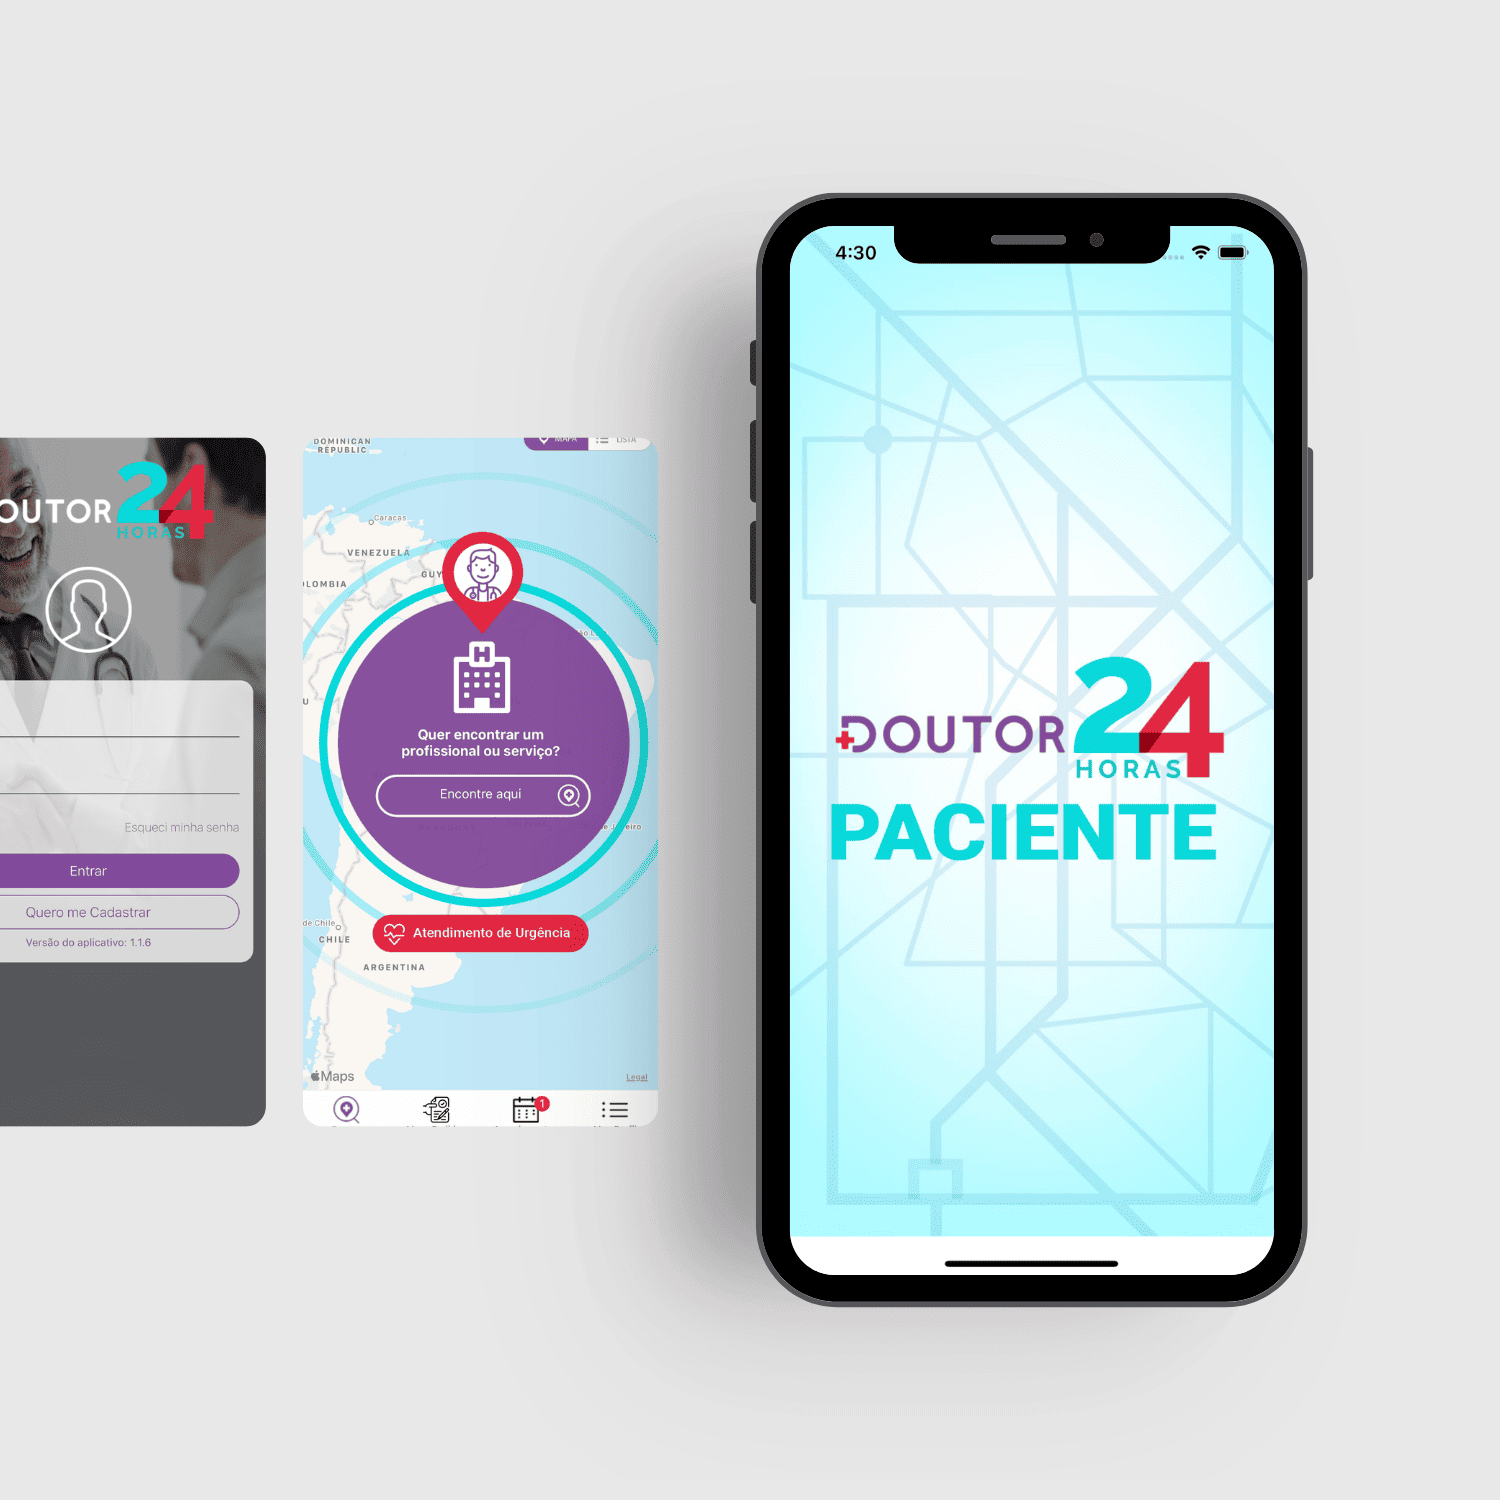 OUTOR 24
HORAS
Esqueci minha senha
Entrar
Quero me Cadastrar
Versão do aplicativo: 1.1.6
DOMINICAN
REPUBLIC
MAPA
LISTA
Caracas
VENEZUELA
GUY
LOMBIA
U
Quer encontrar um
profissional ou serviço?
Encontre aqui
de Janeiro
Atendimento de Urgência
de Chile
CHILE
ARGENTINA
Maps
Legal
1
4:30
DOUTOR 24
HORAS
PACIENTE